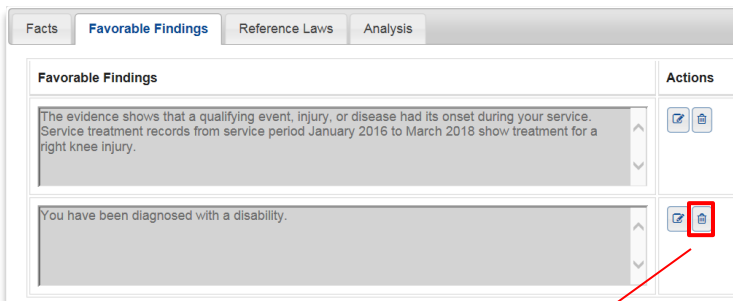 Facts Favorable Findings Reference Laws Analysis
Favorable Findings Actions
The evidence shows that a qualifying event, injury, or disease had its onset during your service.
Service treatment records from service period January 2016 to March 2018 show treatment for a
right knee injury.
You have been diagnosed with a disability.